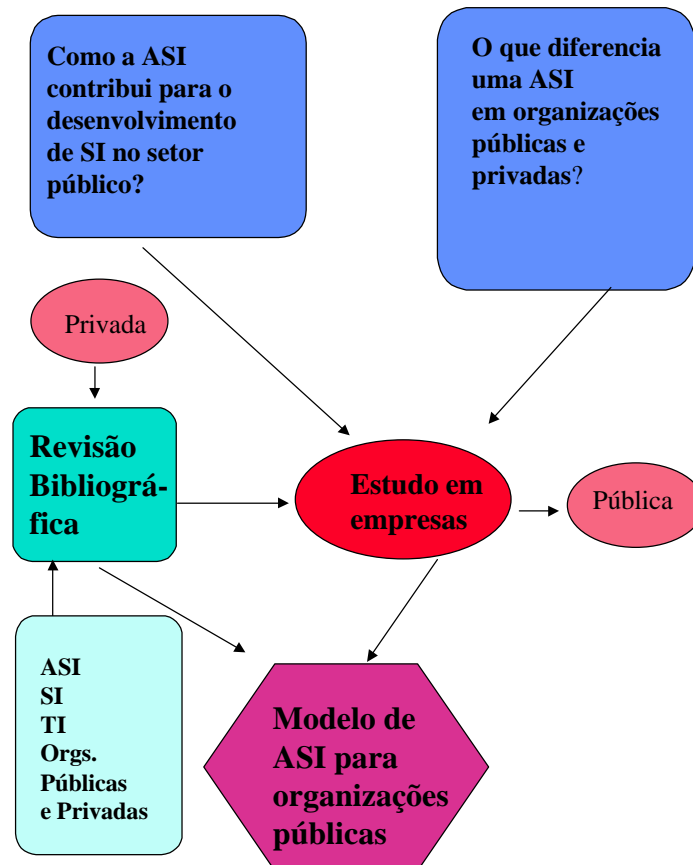 Como a ASI
contribui para o
desenvolvimento
de SI no setor
público?
O que diferencia
uma ASI
em organizações
públicas e
privadas?
Privada
Revisão
Bibliográ-
fica
Estudo em
empresas
Pública
ASI
SI
TI
Orgs.
Públicas
e Privadas
Modelo de
ASI para
organizações
públicas